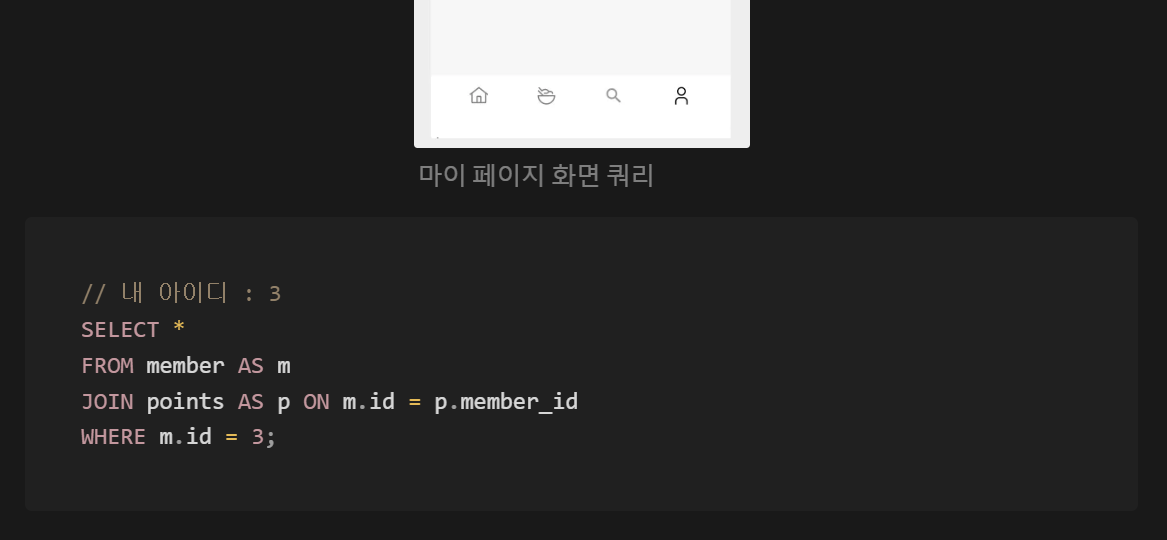 마이 페이지 화면 쿼리
// 내 아이디 : 3
SELECT *
FROM member AS m
JOIN points AS p ON m.id = p.member_id
WHERE m.id = 3;